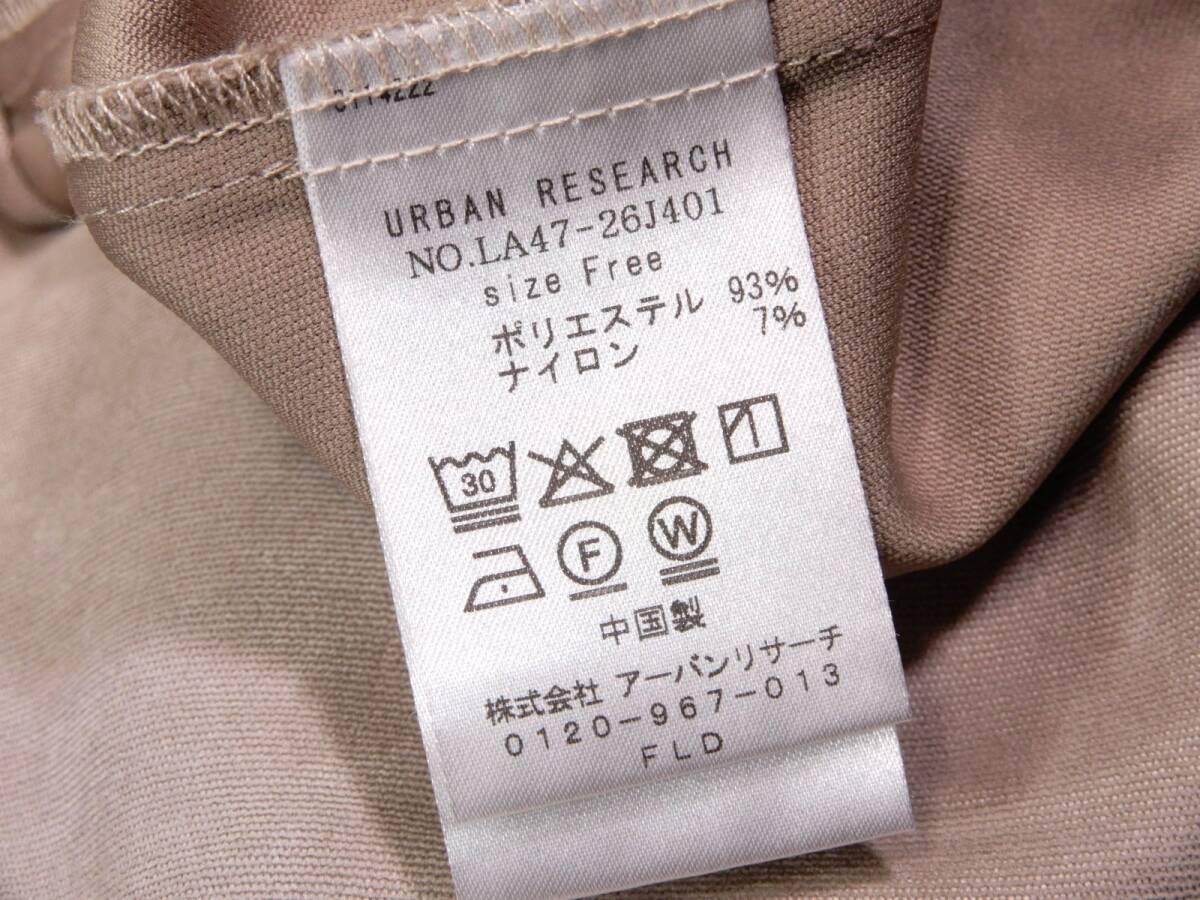 URBAN RESEARCH
NO.LA47-26J401
size Free
ポリエステル 93%
ナイロン 7%
30
F W
中国製
株式会社 アーバンリサーチ
0120-967-013
FLD